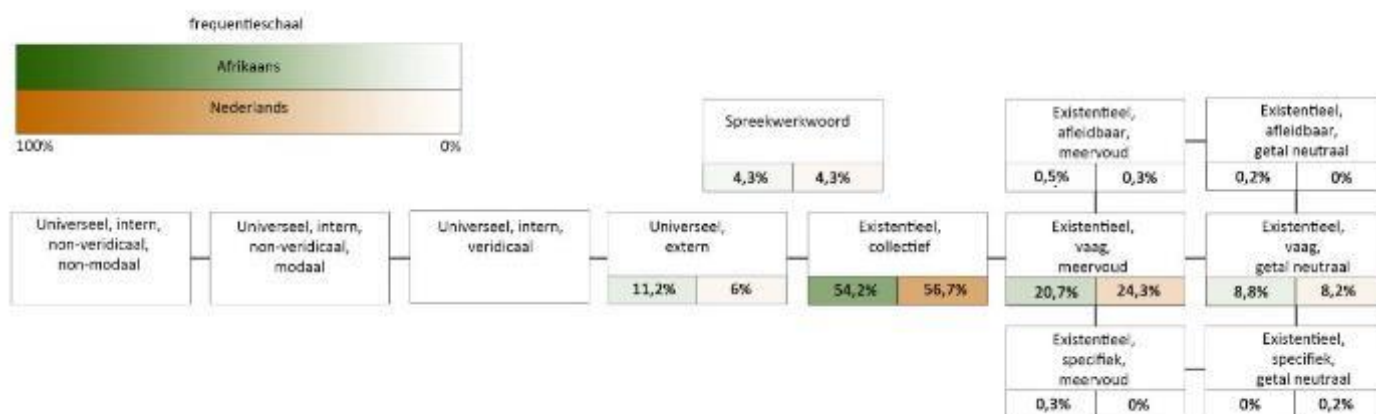 frequentieschaal
Afrikaans
Nederlands
100% 0%
Spreekwerkwoord
4,3% 4,3%
Existentieel,
afleidbaar,
meervoud
0,5% 0,3%
Existentieel,
afleidbaar,
getal neutraal
0,2% 0%
Universeel, intern,
non-veridicaal,
non-modaal
Universeel, intern,
non-veridicaal,
modaal
Universeel, intern,
veridicaal
Universeel,
extern
11,2% 6%
Existentieel,
collectief
54,2% 56,7%
Existentieel,
vaag,
meervoud
20,7% 24,3%
Existentieel,
vaag,
getal neutraal
8,8% 8,2%
Existentieel,
specifiek,
meervoud
0,3% 0%
Existentieel,
specifiek,
getal neutraal
0% 0,2%